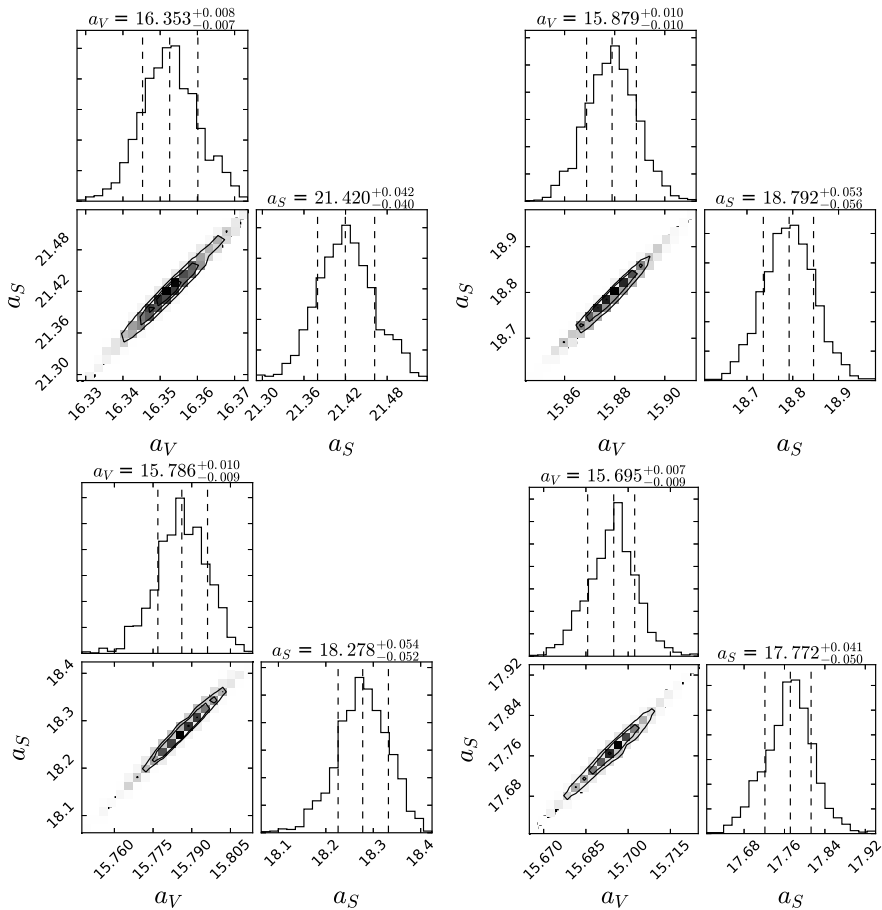 a_V = 16.353^{+0.008}_{-0.007}
a_S = 21.420^{+0.042}_{-0.040}
21.48
21.42
21.36
21.30
a_S
16.33 16.34 16.35 16.36 16.37
a_V
21.30 21.36 21.42 21.48
a_S
a_V = 15.879^{+0.010}_{-0.010}
a_S = 18.792^{+0.053}_{-0.056}
18.9
18.8
18.7
a_S
15.86 15.88 15.90
a_V
18.7 18.8 18.9
a_S
a_V = 15.786^{+0.010}_{-0.009}
a_S = 18.278^{+0.054}_{-0.052}
18.4
18.3
18.2
18.1
a_S
15.760 15.775 15.790 15.805
a_V
18.1 18.2 18.3 18.4
a_S
a_V = 15.695^{+0.007}_{-0.009}
a_S = 17.772^{+0.041}_{-0.050}
17.92
17.84
17.76
17.68
a_S
15.670 15.685 15.700 15.715
a_V
17.68 17.76 17.84 17.92
a_S